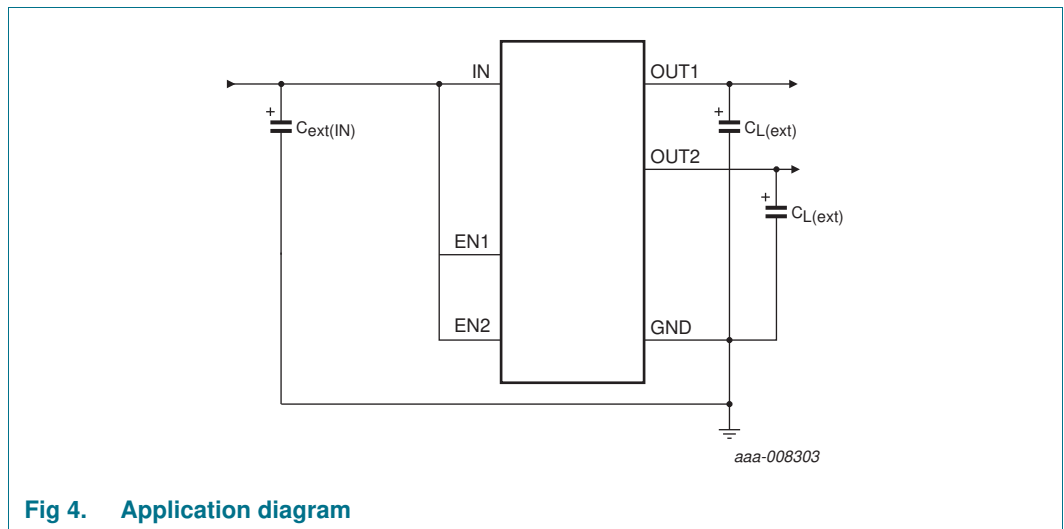 IN
OUT1
+
Cext(IN)
+
CL(ext)
OUT2
+
CL(ext)
EN1
EN2
GND
aaa-008303
Fig 4. Application diagram